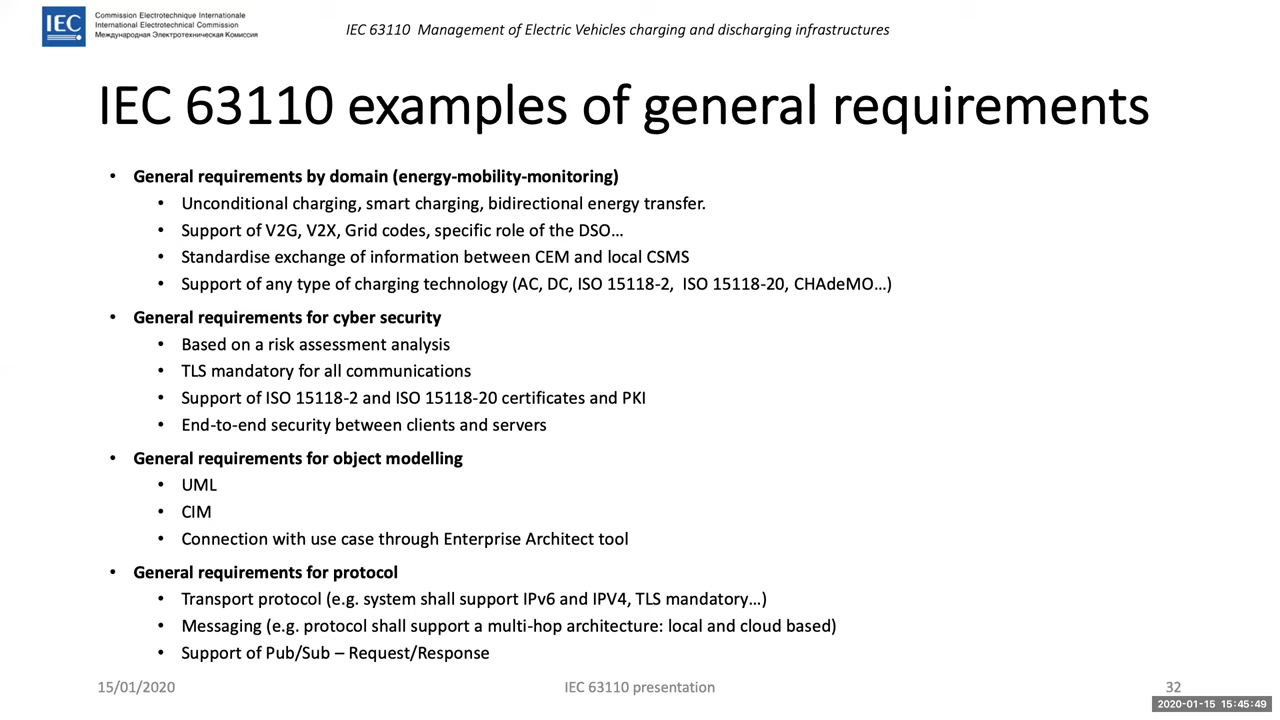 IEC
Commission Electrotechnique Internationale
International Electrotechnical Commission
Международная Электротехническая Комиссия
IEC 63110 Management of Electric Vehicles charging and discharging infrastructures
IEC 63110 examples of general requirements
• General requirements by domain (energy-mobility-monitoring)
• Unconditional charging, smart charging, bidirectional energy transfer.
• Support of V2G, V2X, Grid codes, specific role of the DSO…
• Standardise exchange of information between CEM and local CSMS
• Support of any type of charging technology (AC, DC, ISO 15118-2, ISO 15118-20, CHAdeMO…)
• General requirements for cyber security
• Based on a risk assessment analysis
• TLS mandatory for all communications
• Support of ISO 15118-2 and ISO 15118-20 certificates and PKI
• End-to-end security between clients and servers
• General requirements for object modelling
• UML
• CIM
• Connection with use case through Enterprise Architect tool
• General requirements for protocol
• Transport protocol (e.g. system shall support IPv6 and IPV4, TLS mandatory…)
• Messaging (e.g. protocol shall support a multi-hop architecture: local and cloud based)
• Support of Pub/Sub – Request/Response
15/01/2020
IEC 63110 presentation
32
2020-01-15 15:45:49